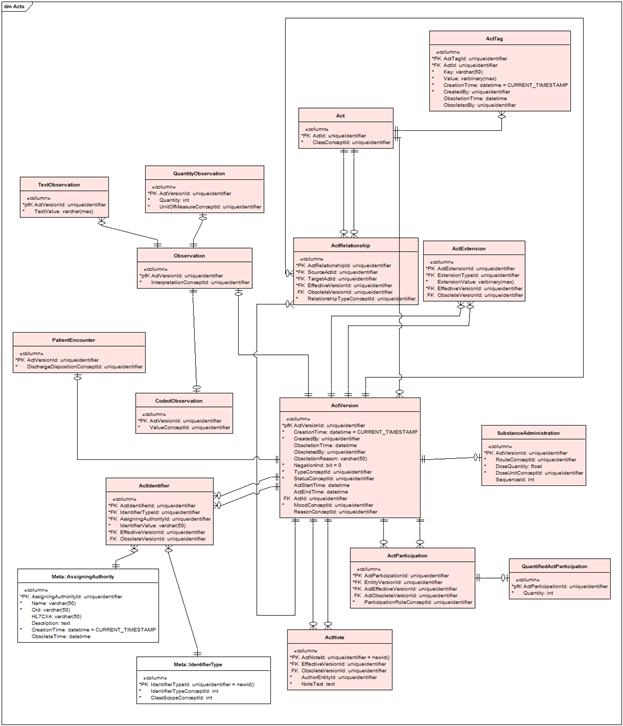 dm Acts
ActTag
«column»
*PK ActTagId: uniqueidentifier
*FK ActId: uniqueidentifier
* Key: varchar(50)
* Value: varbinary(max)
* CreationTime: datetime = CURRENT_TIMESTAMP
* CreatedBy: uniqueidentifier
ObsoletionTime: datetime
ObsoletedBy: uniqueidentifier
Act
«column»
*PK ActId: uniqueidentifier
* ClassConceptId: uniqueidentifier
QuantityObservation
«column»
*PK ActVersionId: uniqueidentifier
* Quantity: int
* UnitOfMeasureConceptId: uniqueidentifier
TextObservation
«column»
*pfK ActVersionId: uniqueidentifier
* TextValue: varchar(max)
Observation
«column»
*pfK ActVersionId: uniqueidentifier
* InterpretationConceptId: uniqueidentifier
ActRelationship
«column»
*PK ActRelationshipId: uniqueidentifier
*FK SourceActId: uniqueidentifier
*FK TargetActId: uniqueidentifier
*FK EffectiveVersionId: uniqueidentifier
FK ObsoleteVersionId: uniqueidentifier
* RelationshipTypeConceptId: uniqueidentifier
ActExtension
«column»
*PK ActExtensionId: uniqueidentifier
*FK ExtensionTypeId: uniqueidentifier
* ExtensionValue: varbinary(max)
*FK EffectiveVersionId: uniqueidentifier
FK ObsoleteVersionId: uniqueidentifier
PatientEncounter
«column»
*PK ActVersionId: uniqueidentifier
* DischargeDispositionConceptId: uniqueidentifier
CodedObservation
«column»
*PK ActVersionId: uniqueidentifier
* ValueConceptId: uniqueidentifier
ActVersion
«column»
*pfK ActVersionId: uniqueidentifier
* CreationTime: datetime = CURRENT_TIMESTAMP
* CreatedBy: uniqueidentifier
ObsoletionTime: datetime
ObsoletedBy: uniqueidentifier
ObsoletionReason: varchar(50)
* NegationInd: bit = 0
* TypeConceptId: uniqueidentifier
* StatusConceptId: uniqueidentifier
ActStartTime: datetime
ActEndTime: datetime
FK ActId: uniqueidentifier
* MoodConceptId: uniqueidentifier
ReasonConceptId: uniqueidentifier
SubstanceAdministration
«column»
*PK ActVersionId: uniqueidentifier
* RouteConceptId: uniqueidentifier
* DoseQuantity: float
* DoseUnitConceptId: uniqueidentifier
SequenceId: int
ActIdentifier
«column»
*PK ActIdentifierId: uniqueidentifier
*FK IdentifierTypeId: uniqueidentifier
*FK AssigningAuthorityId: uniqueidentifier
* IdentifierValue: varchar(50)
*FK EffectiveVersionId: uniqueidentifier
FK ObsoleteVersionId: uniqueidentifier
ActParticipation
«column»
*PK ActParticipationId: uniqueidentifier
*FK EntityVersionId: uniqueidentifier
*FK ActEffectiveVersionId: uniqueidentifier
FK ActObsoleteVersionId: uniqueidentifier
* ParticipationRoleConceptId: uniqueidentifier
QuantifiedActParticipation
«column»
*pfK ActParticipationId: uniqueidentifier
* Quantity: int
Meta::AssigningAuthority
«column»
*PK AssigningAuthorityId: uniqueidentifier
* Name: varchar(50)
* Oid: varchar(50)
HL7CX4: varchar(50)
Description: text
* CreationTime: datetime = CURRENT_TIMESTAMP
ObsoleteTime: datetime
Meta::IdentifierType
«column»
*PK IdentifierTypeId: uniqueidentifier = newid()
* IdentifierTypeConceptId: int
* ClassScopeConceptId: int
ActNote
«column»
*PK ActNoteId: uniqueidentifier = newid()
*FK EffectiveVersionId: uniqueidentifier
FK ObsoleteVersionId: uniqueidentifier
* AuthorEntityId: uniqueidentifier
* NoteText: text